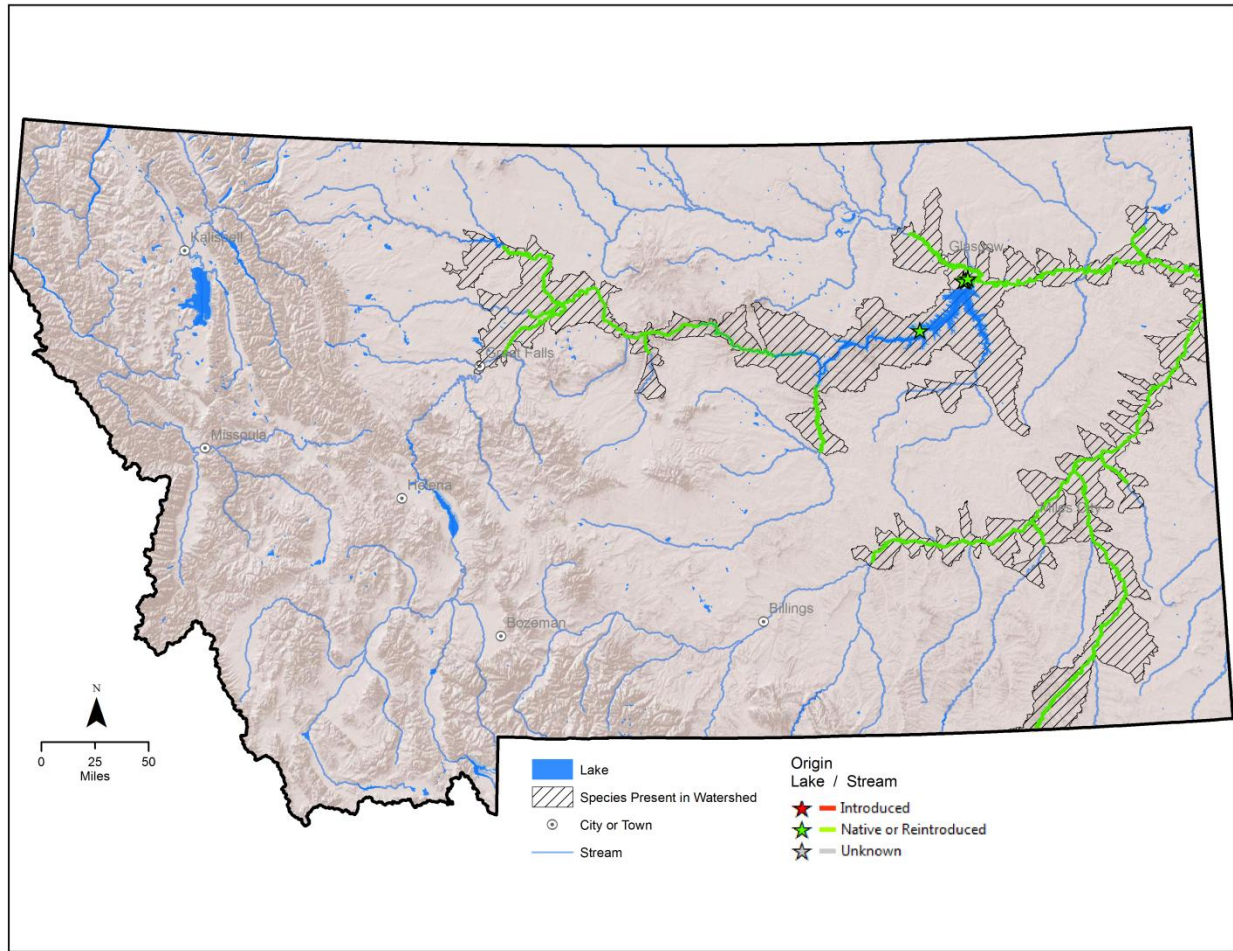 Kalispell
Glasgow
Great Falls
Missoula
Helena
Miles City
Billings
Bozeman
N
0 25 50
Miles
Lake
Species Present in Watershed
City or Town
Stream
Origin
Lake / Stream
Introduced
Native or Reintroduced
Unknown